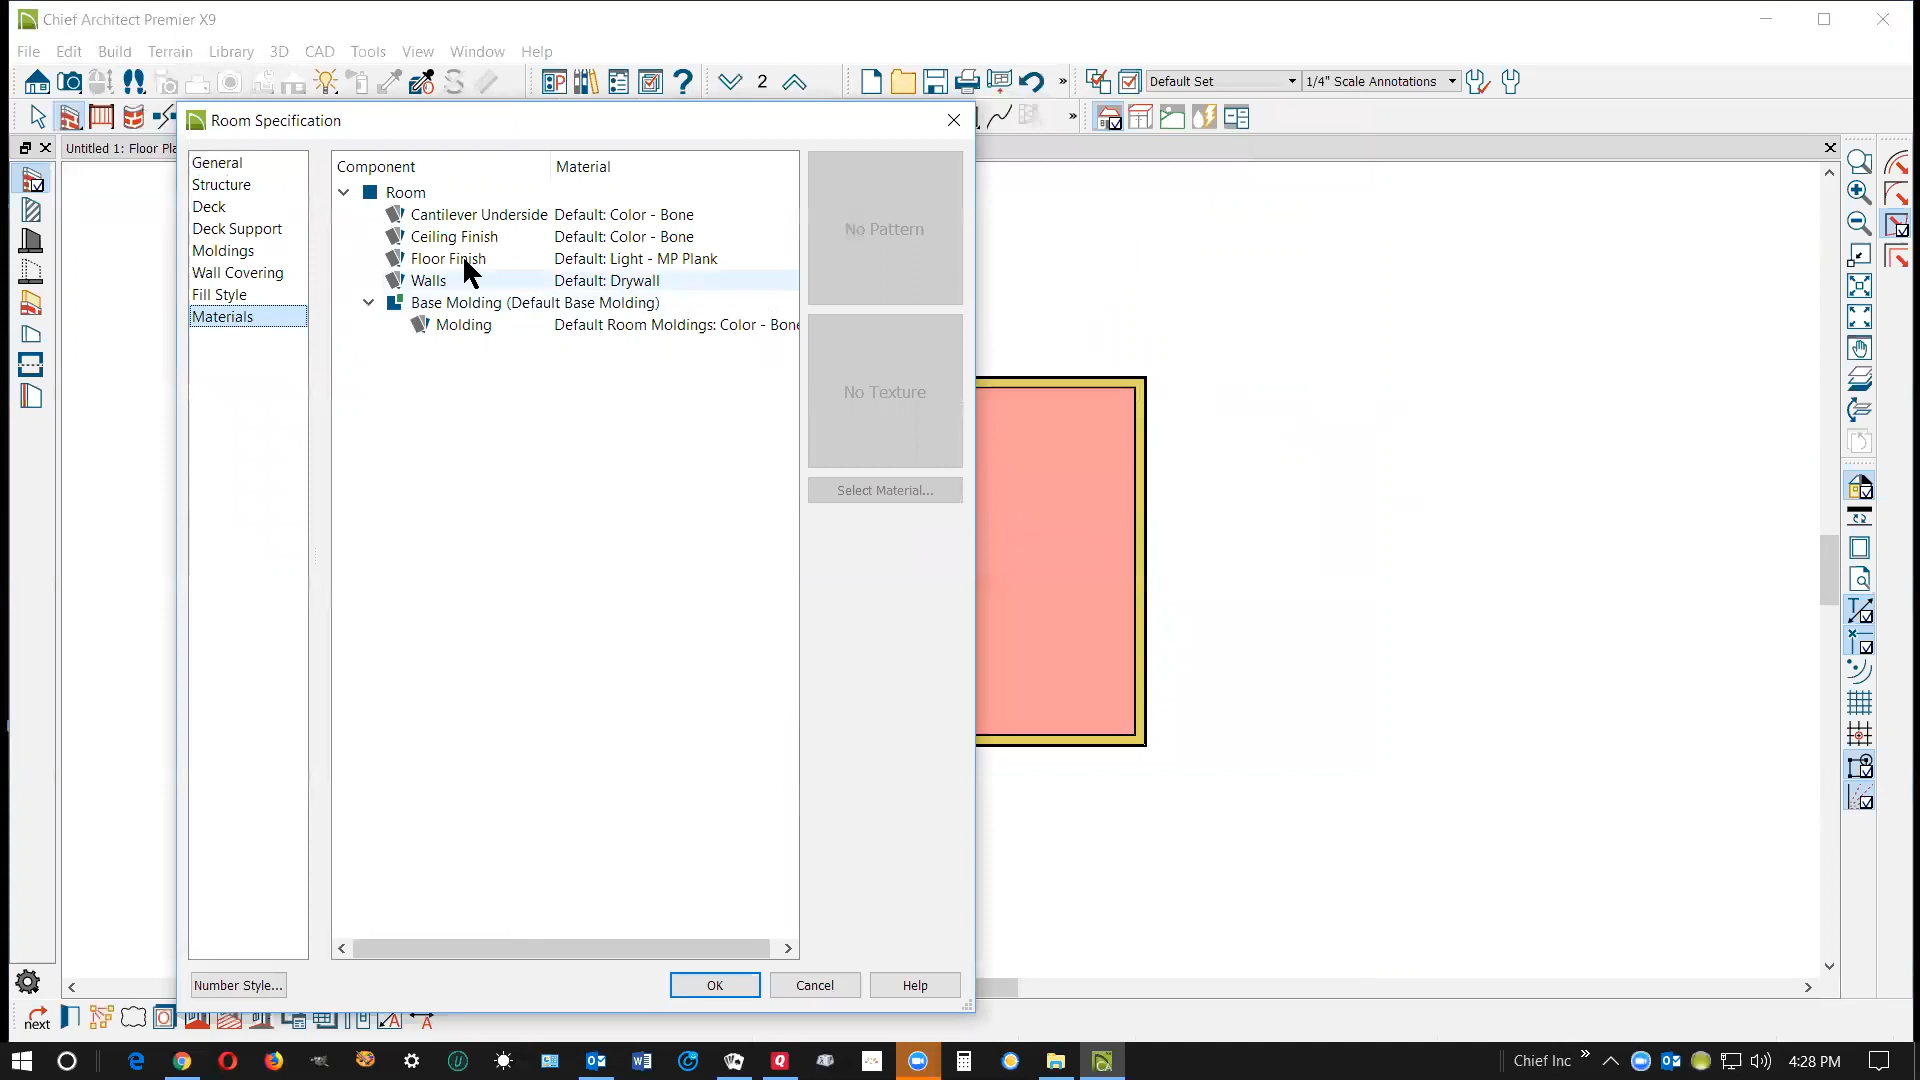 Chief Architect Premier X9
File Edit Build Terrain Library 3D CAD Tools View Window Help
2 Default Set 1/4" Scale Annotations
Room Specification
Untitled 1: Floor Pla
General
Structure
Deck
Deck Support
Moldings
Wall Covering
Fill Style
Materials
Component Material
Room
Cantilever Underside Default: Color - Bone
Ceiling Finish Default: Color - Bone
Floor Finish Default: Light - MP Plank
Walls Default: Drywall
Base Molding (Default Base Molding)
Molding Default Room Moldings: Color - Bone
No Pattern
No Texture
Select Material...
Number Style... OK Cancel Help
next
Chief Inc 4:28 PM